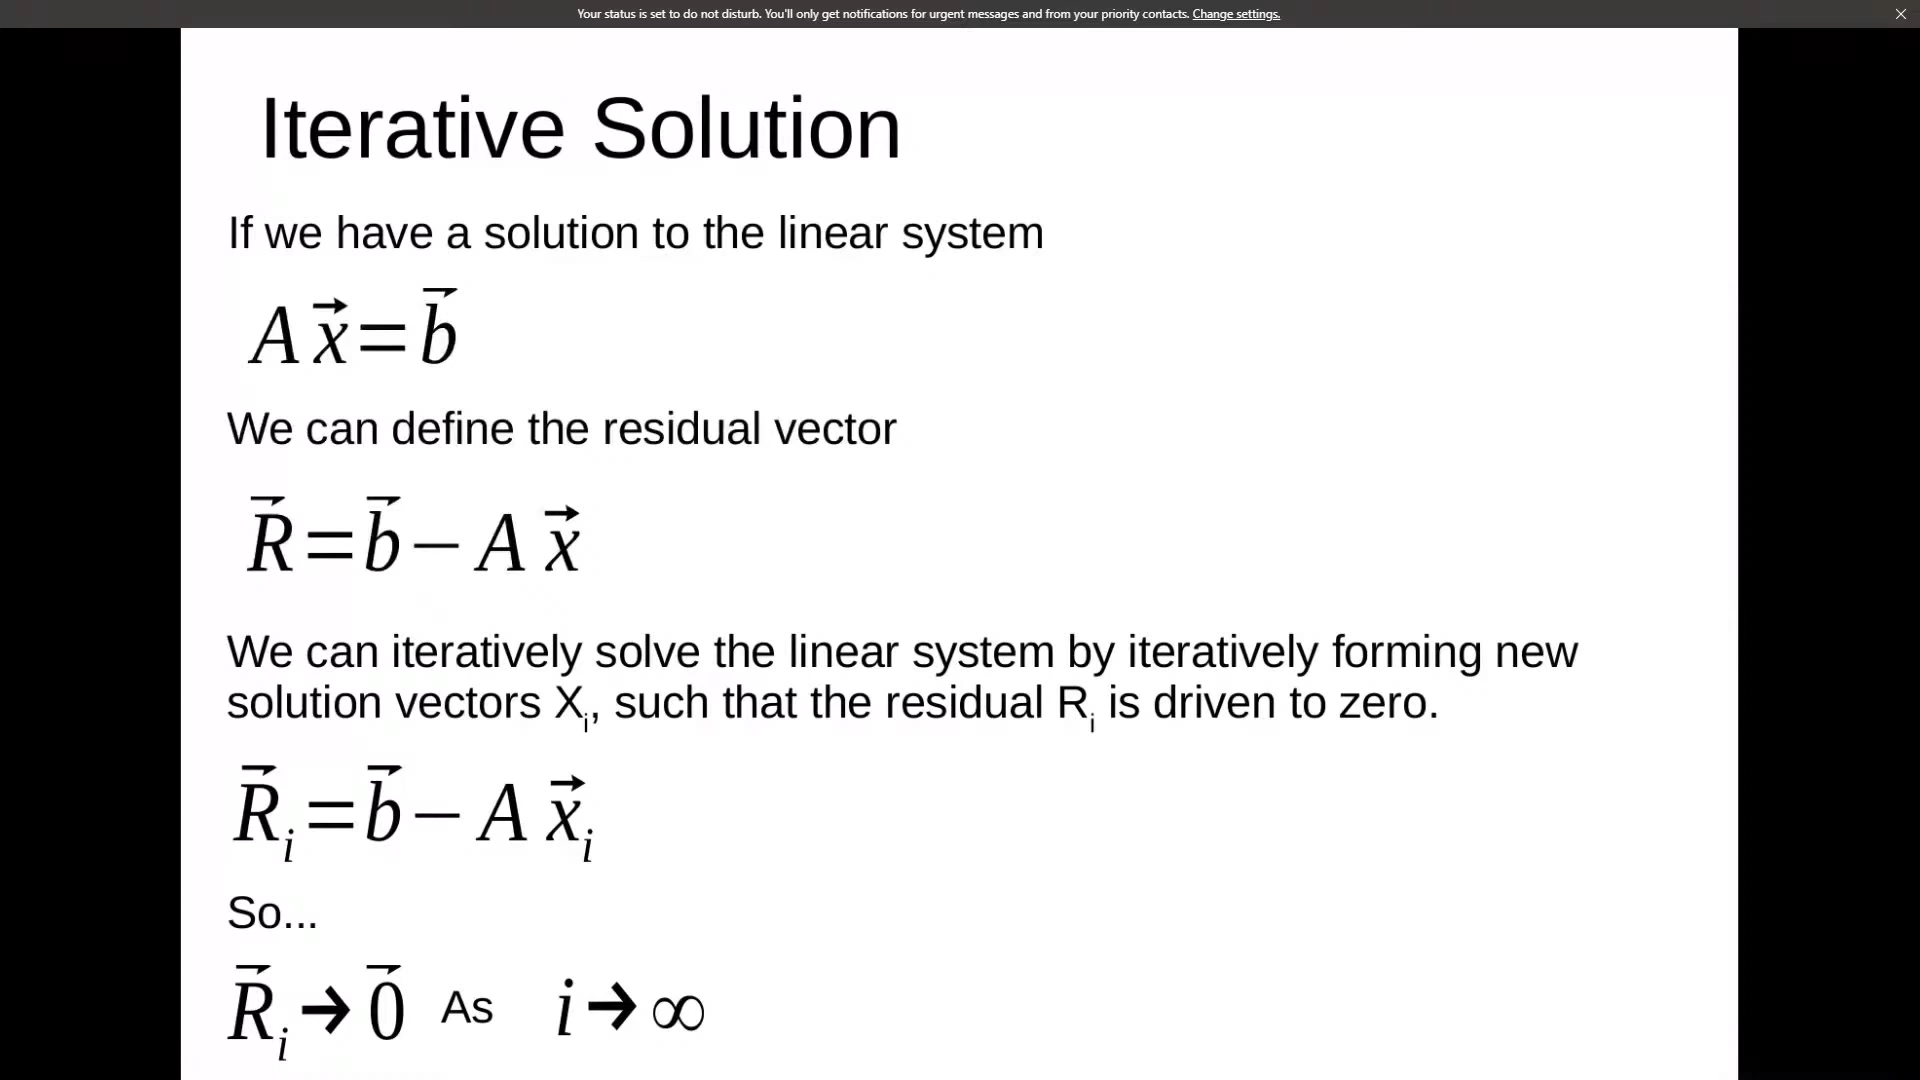 Your status is set to do not disturb. You'll only get notifications for urgent messages and from your priority contacts. Change settings.
Iterative Solution
If we have a solution to the linear system
A x⃗ = b⃗
We can define the residual vector
R⃗ = b⃗ − A x⃗
We can iteratively solve the linear system by iteratively forming new
solution vectors Xᵢ, such that the residual Rᵢ is driven to zero.
R⃗ᵢ = b⃗ − A x⃗ᵢ
So...
R⃗ᵢ → 0⃗ As i → ∞